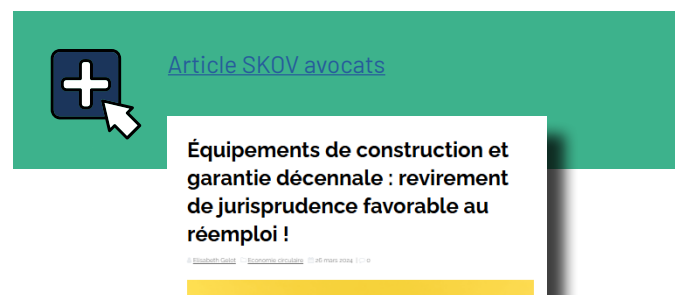 Article SKOV avocats
Équipements de construction et
garantie décennale : revirement
de jurisprudence favorable au
réemploi !
Elisabeth Gelot Economie circulaire 26 mars 2024 0